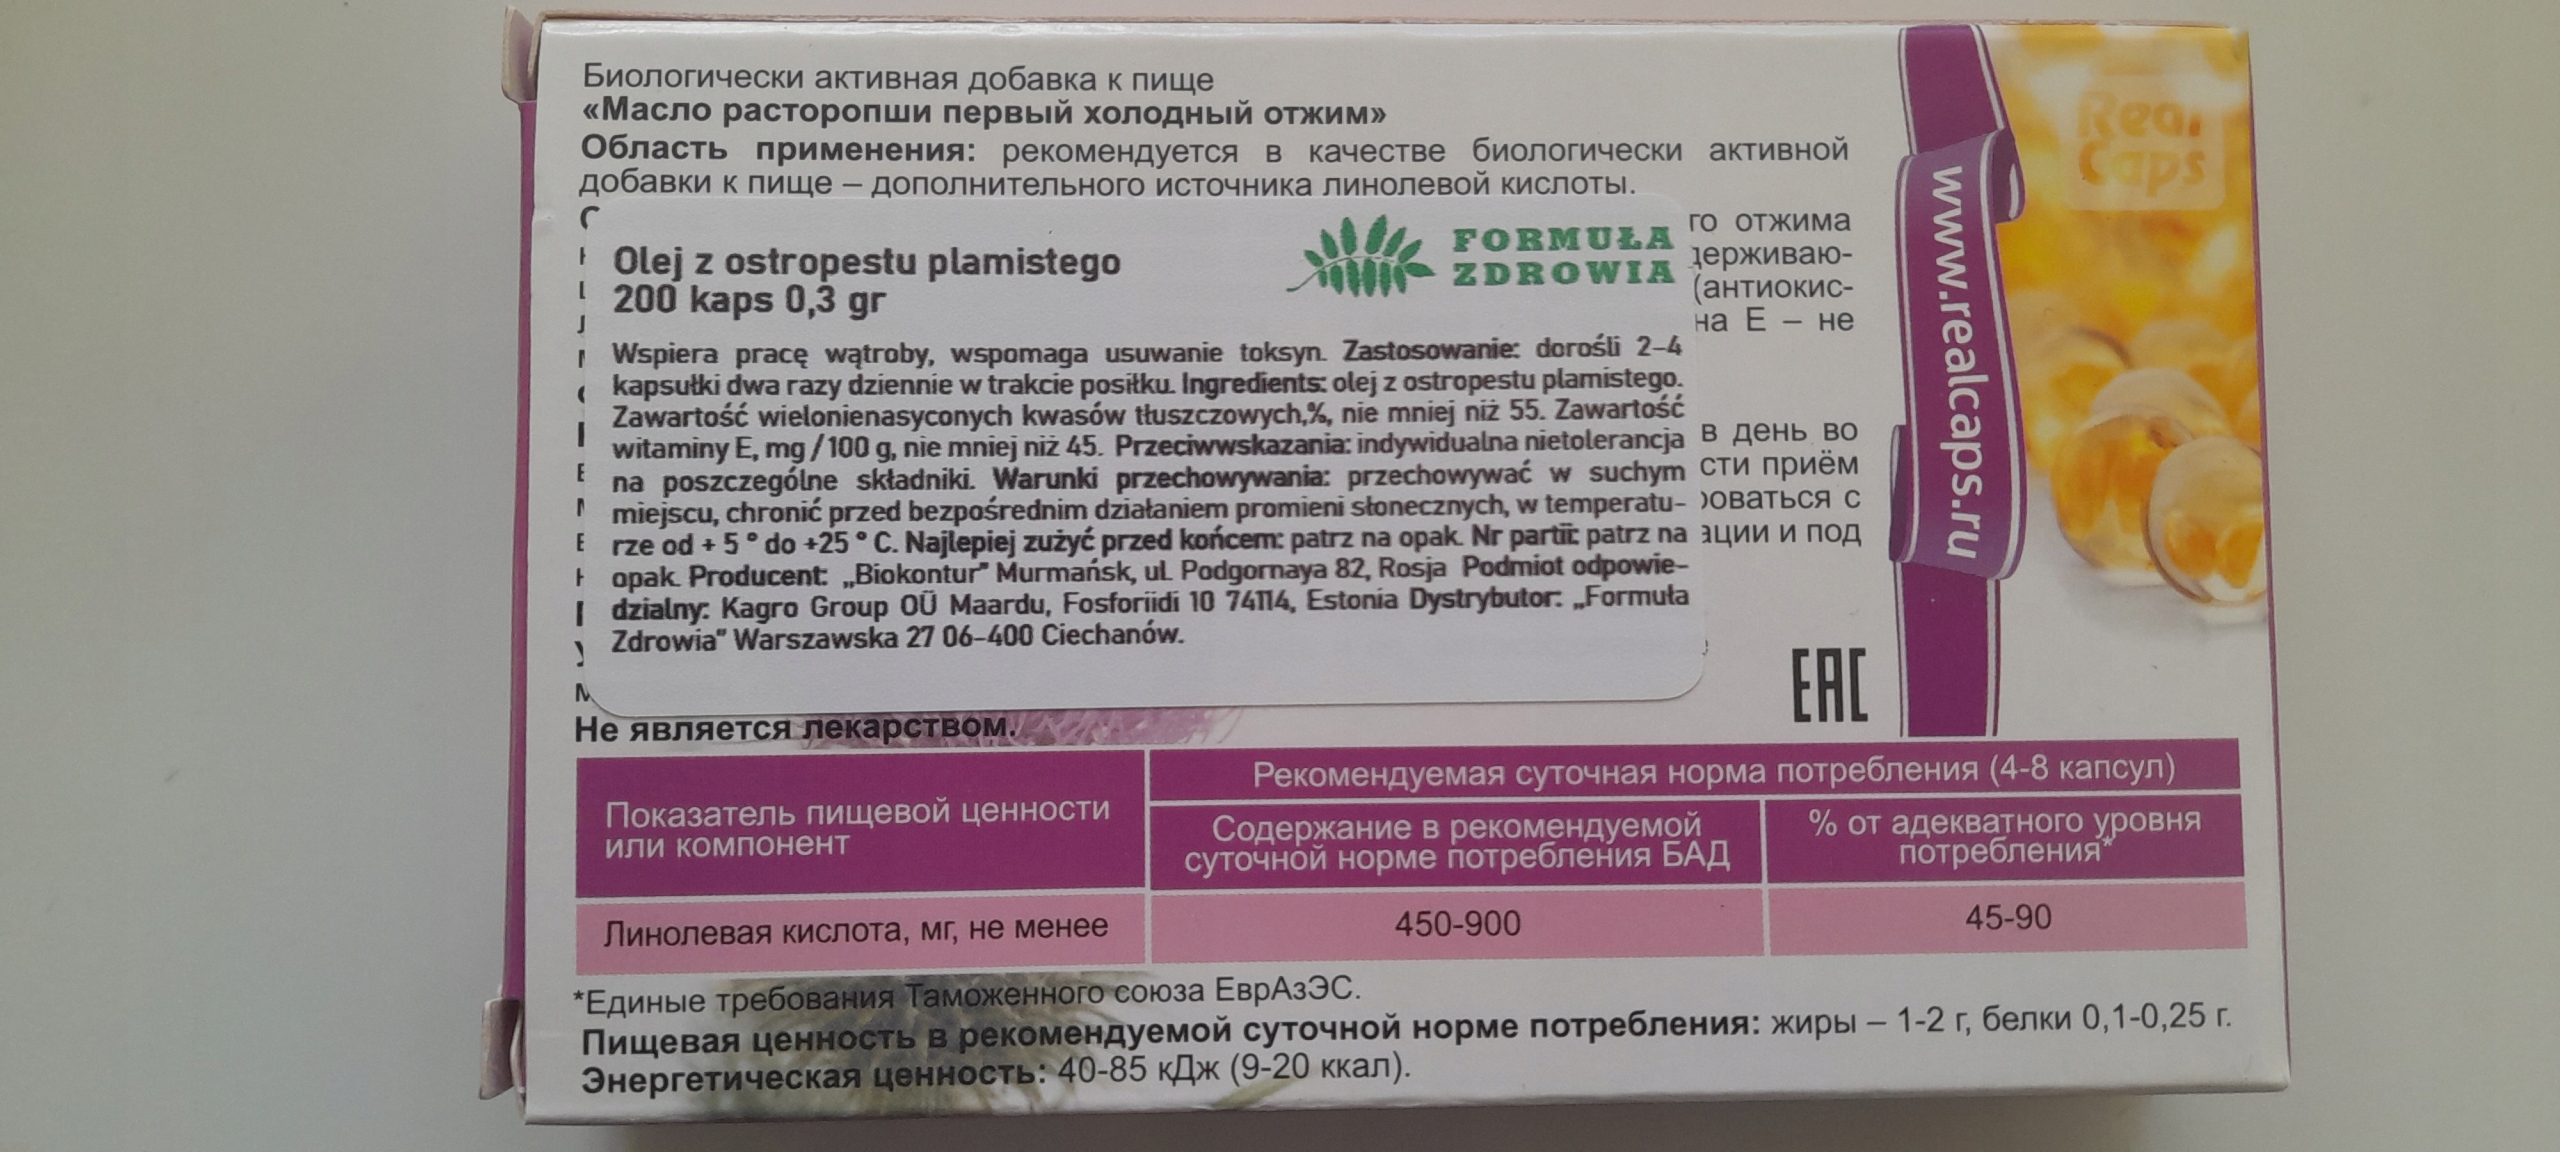 Биологически активная добавка к пище
«Масло расторопши первый холодный отжим»
Область применения: рекомендуется в качестве биологически активной
добавки к пище – дополнительного источника линолевой кислоты.
отжима
(антиокис-
Е – не
в день во
приём
с
и под
Olej z ostropestu plamistego
200 kaps 0,3 gr
FORMUŁA
ZDROWIA
Wspiera pracę wątroby, wspomaga usuwanie toksyn. Zastosowanie: dorośli 2–4
kapsułki dwa razy dziennie w trakcie posiłku. Ingredients: olej z ostropestu plamistego.
Zawartość wielonienasyconych kwasów tłuszczowych,%, nie mniej niż 55. Zawartość
witaminy E, mg / 100 g, nie mniej niż 45. Przeciwwskazania: indywidualna nietolerancja
na poszczególne składniki. Warunki przechowywania: przechowywać w suchym
miejscu, chronić przed bezpośrednim działaniem promieni słonecznych, w temperatu-
rze od + 5 ° do +25 ° C. Najlepiej zużyć przed końcem: patrz na opak. Nr partii: patrz na
opak. Producent: „Biokontur" Murmańsk, ul. Podgornaya 82, Rosja Podmiot odpowie-
dzialny: Kagro Group OÜ Maardu, Fosforiidi 10 74114, Estonia Dystrybutor: „Formuła
Zdrowia" Warszawska 27 06-400 Ciechanów.
Real
Caps
www.realcaps.ru
EAC
Не является лекарством.
Показатель пищевой ценности
или компонент
Рекомендуемая суточная норма потребления (4-8 капсул)
Содержание в рекомендуемой
суточной норме потребления БАД
% от адекватного уровня
потребления*
Линолевая кислота, мг, не менее
450-900
45-90
*Единые требования Таможенного союза ЕврАзЭС.
Пищевая ценность в рекомендуемой суточной норме потребления: жиры – 1-2 г, белки 0,1-0,25 г.
Энергетическая ценность: 40-85 кДж (9-20 ккал).